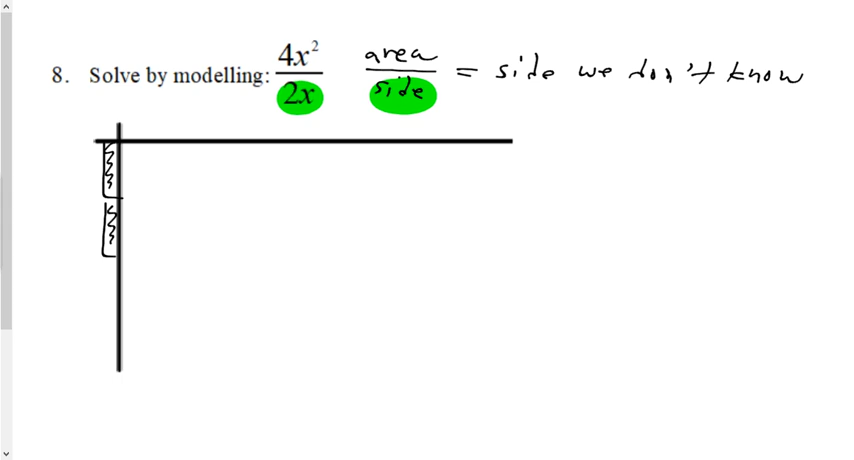 8. Solve by modelling: 4x² / 2x area / side = side we don't know